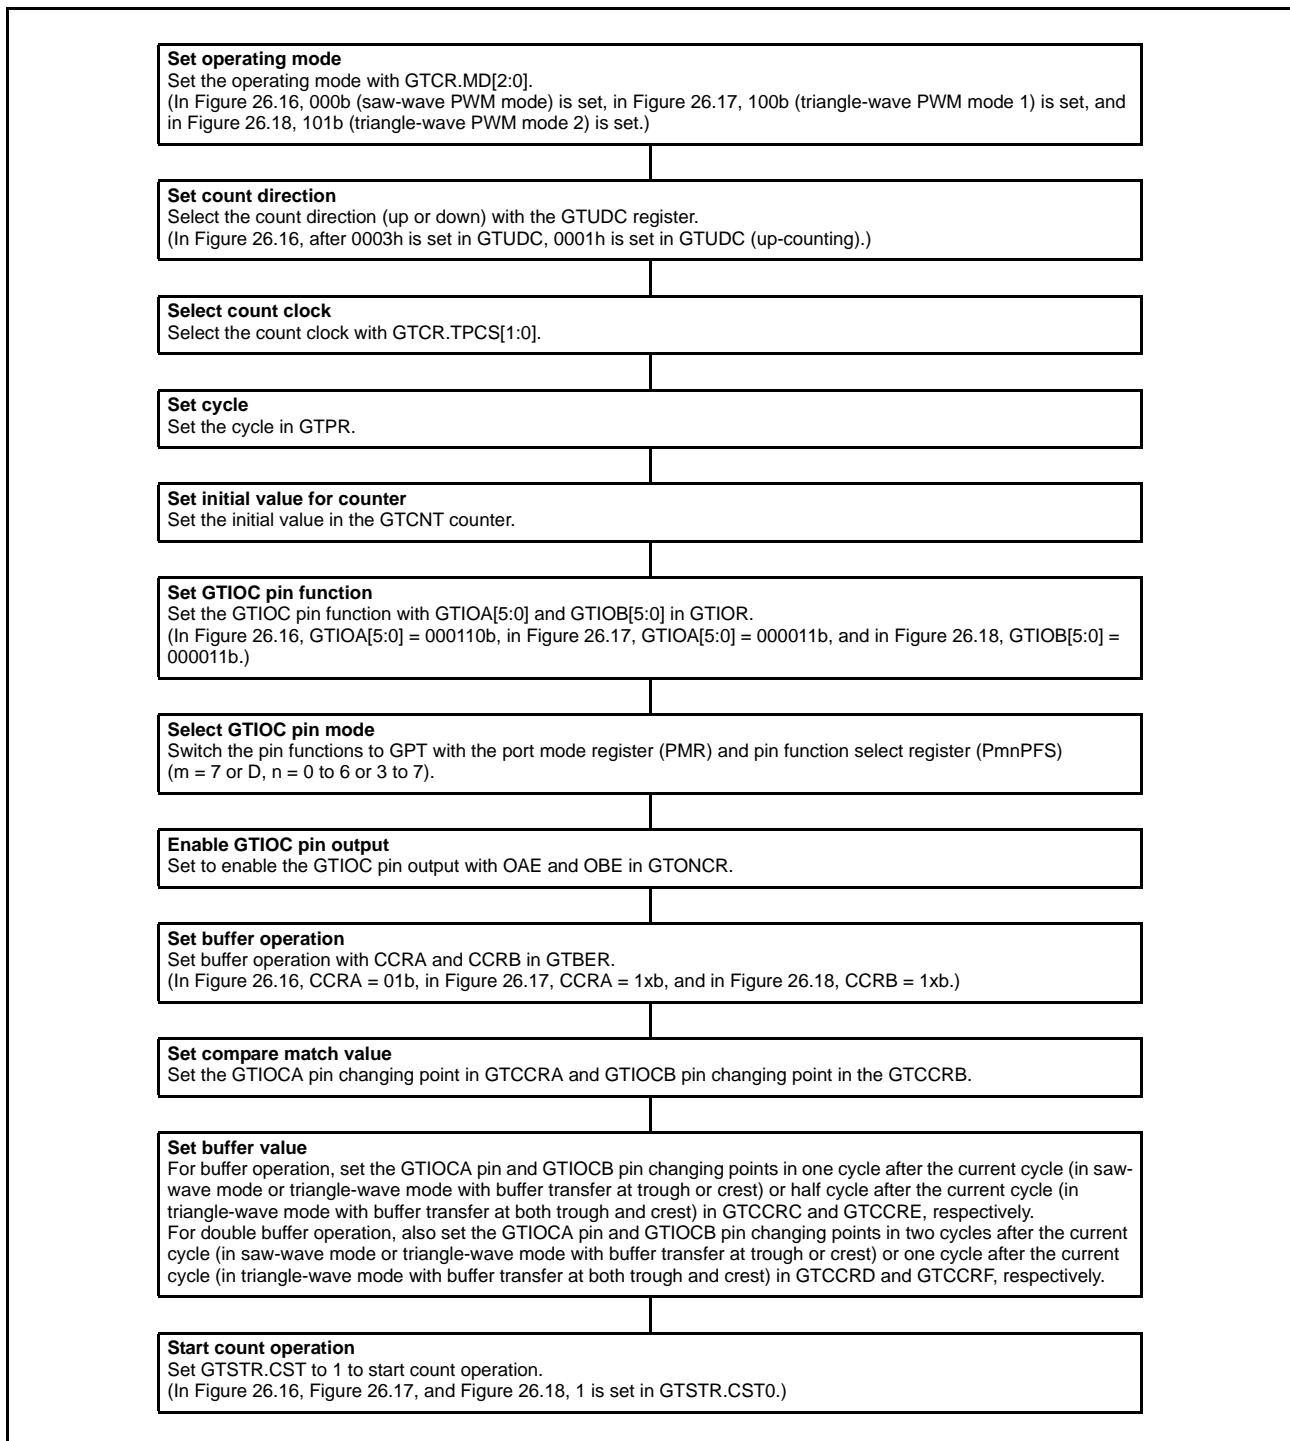 Set operating mode
Set the operating mode with GTCR.MD[2:0].
(In Figure 26.16, 000b (saw-wave PWM mode) is set, in Figure 26.17, 100b (triangle-wave PWM mode 1) is set, and
in Figure 26.18, 101b (triangle-wave PWM mode 2) is set.)
Set count direction
Select the count direction (up or down) with the GTUDC register.
(In Figure 26.16, after 0003h is set in GTUDC, 0001h is set in GTUDC (up-counting).)
Select count clock
Select the count clock with GTCR.TPCS[1:0].
Set cycle
Set the cycle in GTPR.
Set initial value for counter
Set the initial value in the GTCNT counter.
Set GTIOC pin function
Set the GTIOC pin function with GTIOA[5:0] and GTIOB[5:0] in GTIOR.
(In Figure 26.16, GTIOA[5:0] = 000110b, in Figure 26.17, GTIOA[5:0] = 000011b, and in Figure 26.18, GTIOB[5:0] =
000011b.)
Select GTIOC pin mode
Switch the pin functions to GPT with the port mode register (PMR) and pin function select register (PmnPFS)
(m = 7 or D, n = 0 to 6 or 3 to 7).
Enable GTIOC pin output
Set to enable the GTIOC pin output with OAE and OBE in GTONCR.
Set buffer operation
Set buffer operation with CCRA and CCRB in GTBER.
(In Figure 26.16, CCRA = 01b, in Figure 26.17, CCRA = 1xb, and in Figure 26.18, CCRB = 1xb.)
Set compare match value
Set the GTIOCA pin changing point in GTCCRA and GTIOCB pin changing point in the GTCCRB.
Set buffer value
For buffer operation, set the GTIOCA pin and GTIOCB pin changing points in one cycle after the current cycle (in saw-
wave mode or triangle-wave mode with buffer transfer at trough or crest) or half cycle after the current cycle (in
triangle-wave mode with buffer transfer at both trough and crest) in GTCCRC and GTCCRE, respectively.
For double buffer operation, also set the GTIOCA pin and GTIOCB pin changing points in two cycles after the current
cycle (in saw-wave mode or triangle-wave mode with buffer transfer at trough or crest) or one cycle after the current
cycle (in triangle-wave mode with buffer transfer at both trough and crest) in GTCCRD and GTCCRF, respectively.
Start count operation
Set GTSTR.CST to 1 to start count operation.
(In Figure 26.16, Figure 26.17, and Figure 26.18, 1 is set in GTSTR.CST0.)